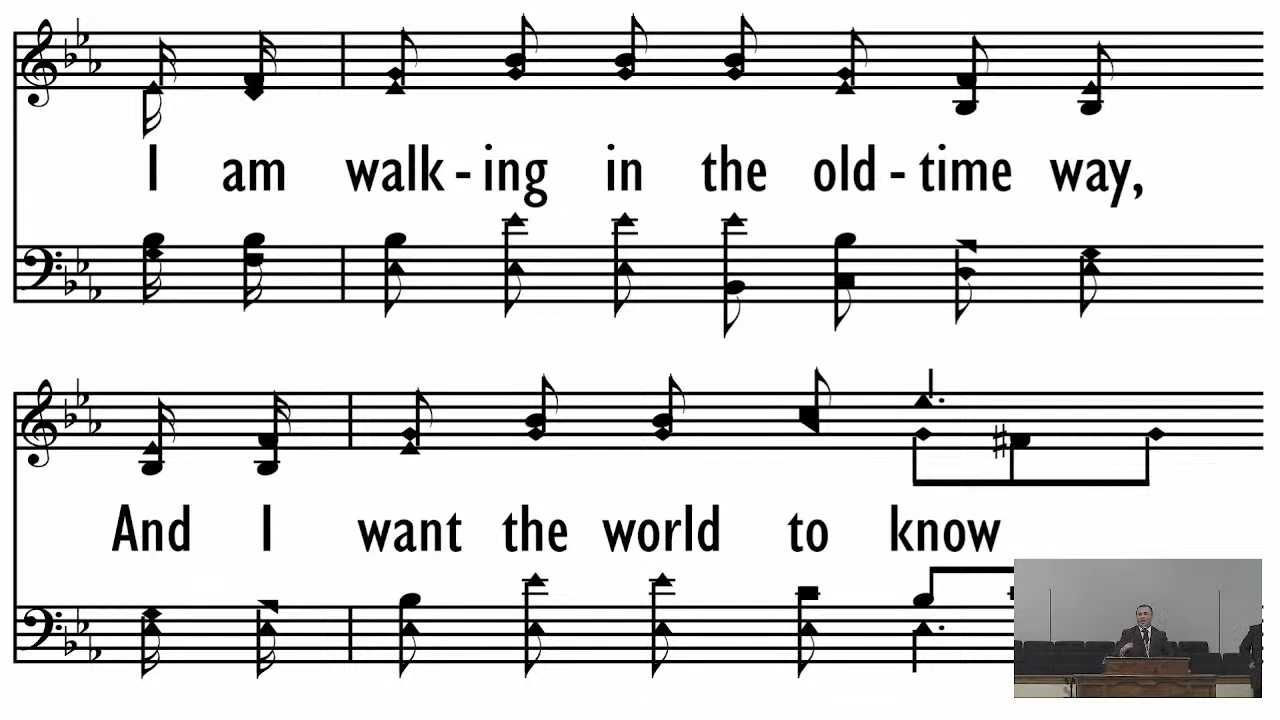 I am walk - ing in the old - time way,
And I want the world to know